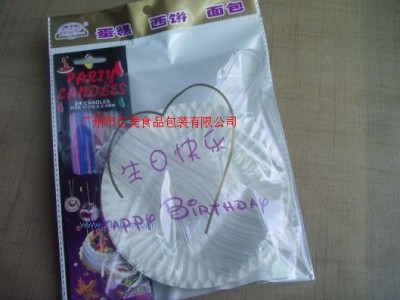 蛋糕 西饼 面包
PARTY
CANDLES
24 CANDLES
广州市亿美食品包装有限公司
生日快乐
HAPPY BIRTHDAY